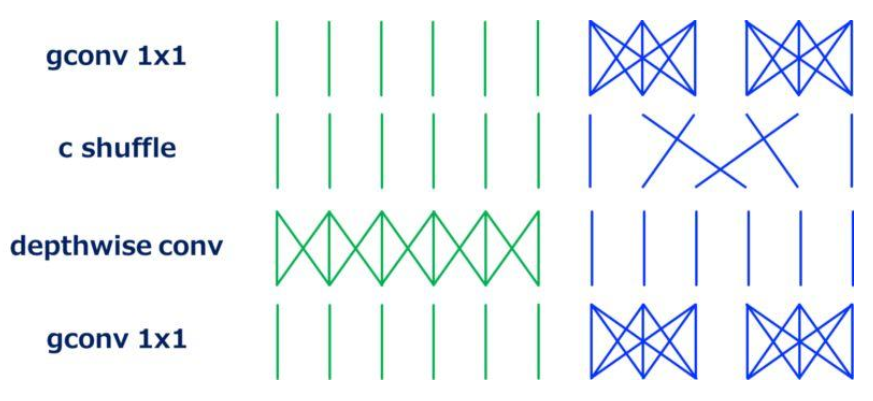 gconv 1x1
c shuffle
depthwise conv
gconv 1x1